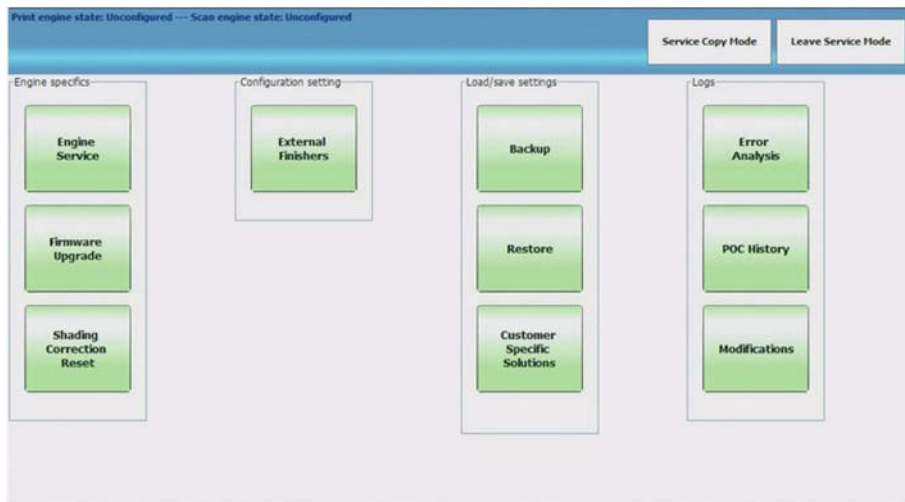 Print engine state: Unconfigured --- Scan engine state: Unconfigured
Service Copy Mode
Leave Service Mode
Engine specifics
Engine
Service
Firmware
Upgrade
Shading
Correction
Reset
Configuration setting
External
Finishers
Load/save settings
Backup
Restore
Customer
Specific
Solutions
Logs
Error
Analysis
POC History
Modifications